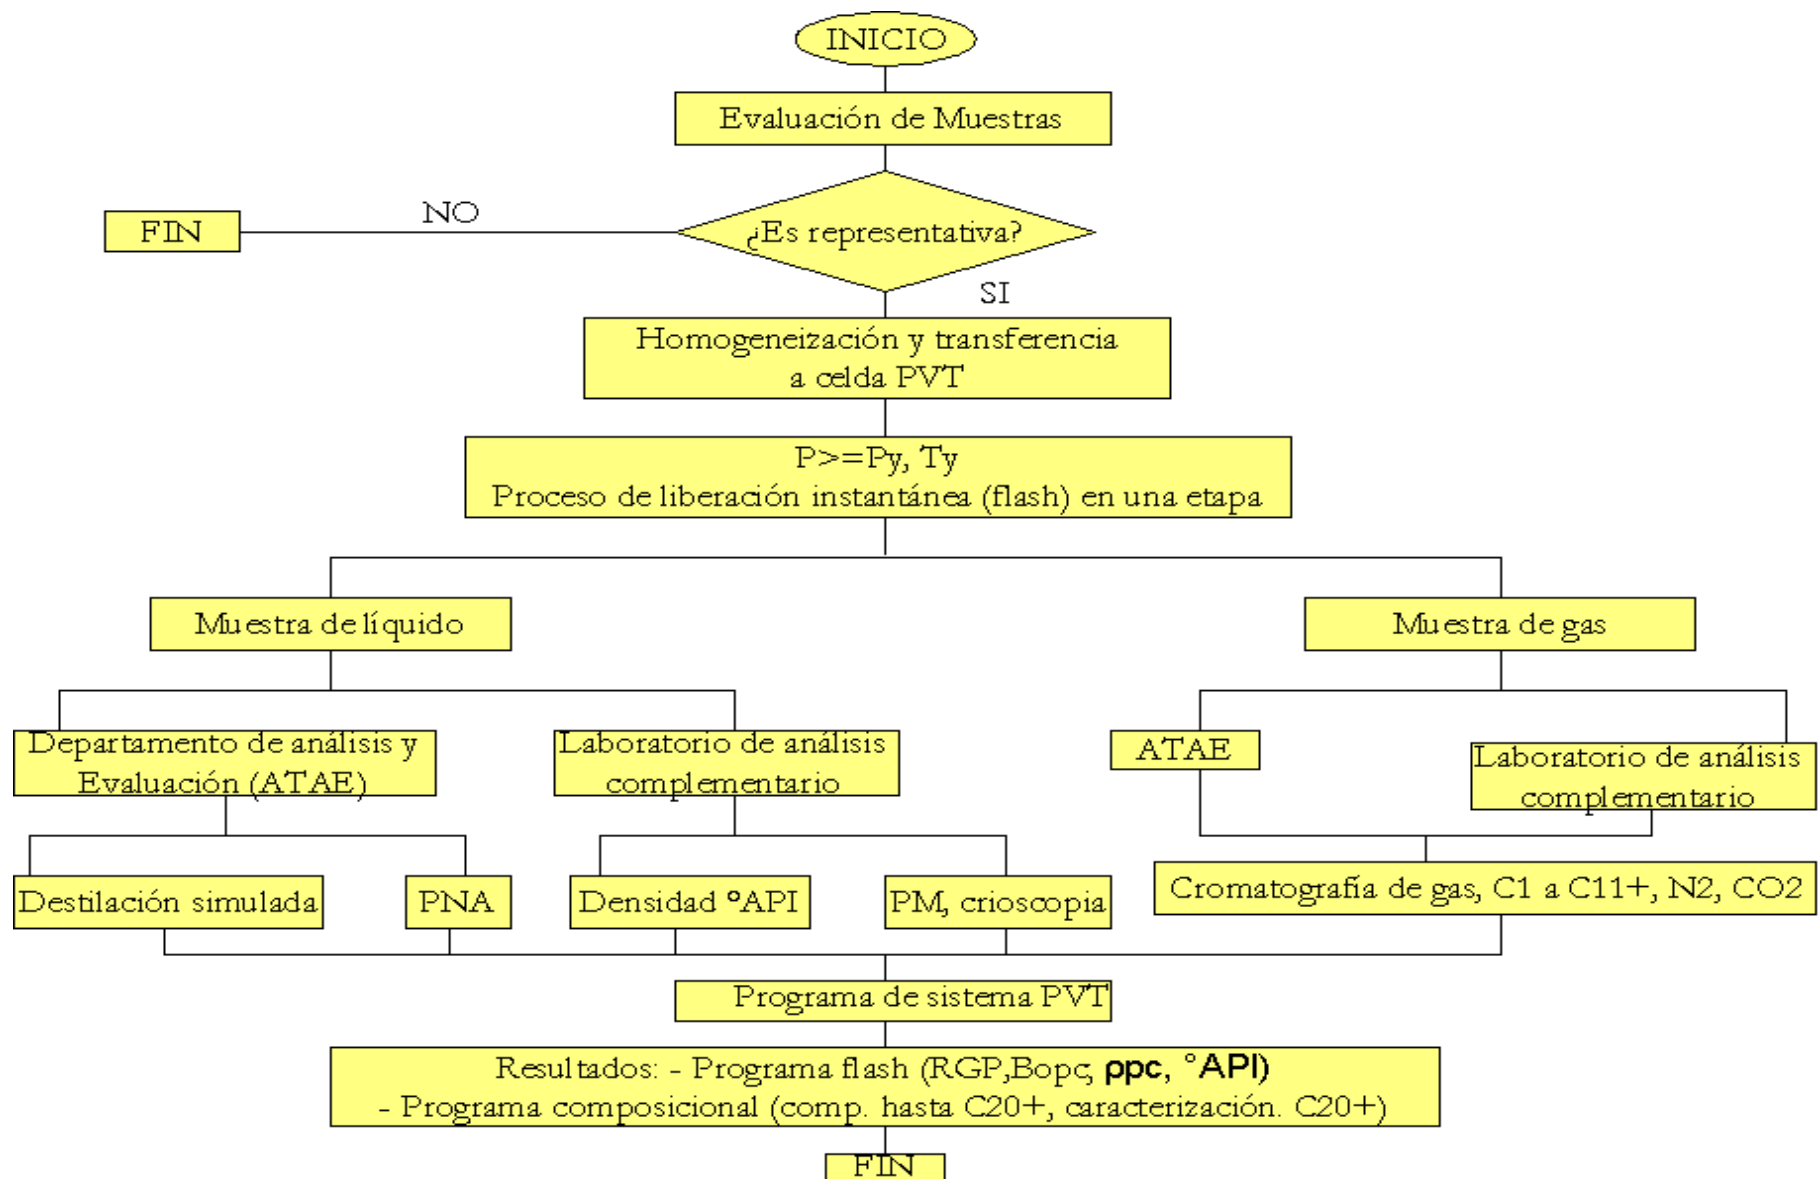 INICIO
Evaluación de Muestras
NO
FIN
¿Es representativa?
SI
Homogeneización y transferencia
a celda PVT
P>=Py, Ty
Proceso de liberación instantánea (flash) en una etapa
Muestra de líquido
Muestra de gas
Departamento de análisis y
Evaluación (ATAE)
Laboratorio de análisis
complementario
ATAE
Laboratorio de análisis
complementario
Destilación simulada
PNA
Densidad °API
PM, crioscopia
Cromatografía de gas, C1 a C11+, N2, CO2
Programa de sistema PVT
Resultados: - Programa flash (RGP,Bopc, ρpc, °API)
- Programa composicional (comp. hasta C20+, caracterización. C20+)
FIN